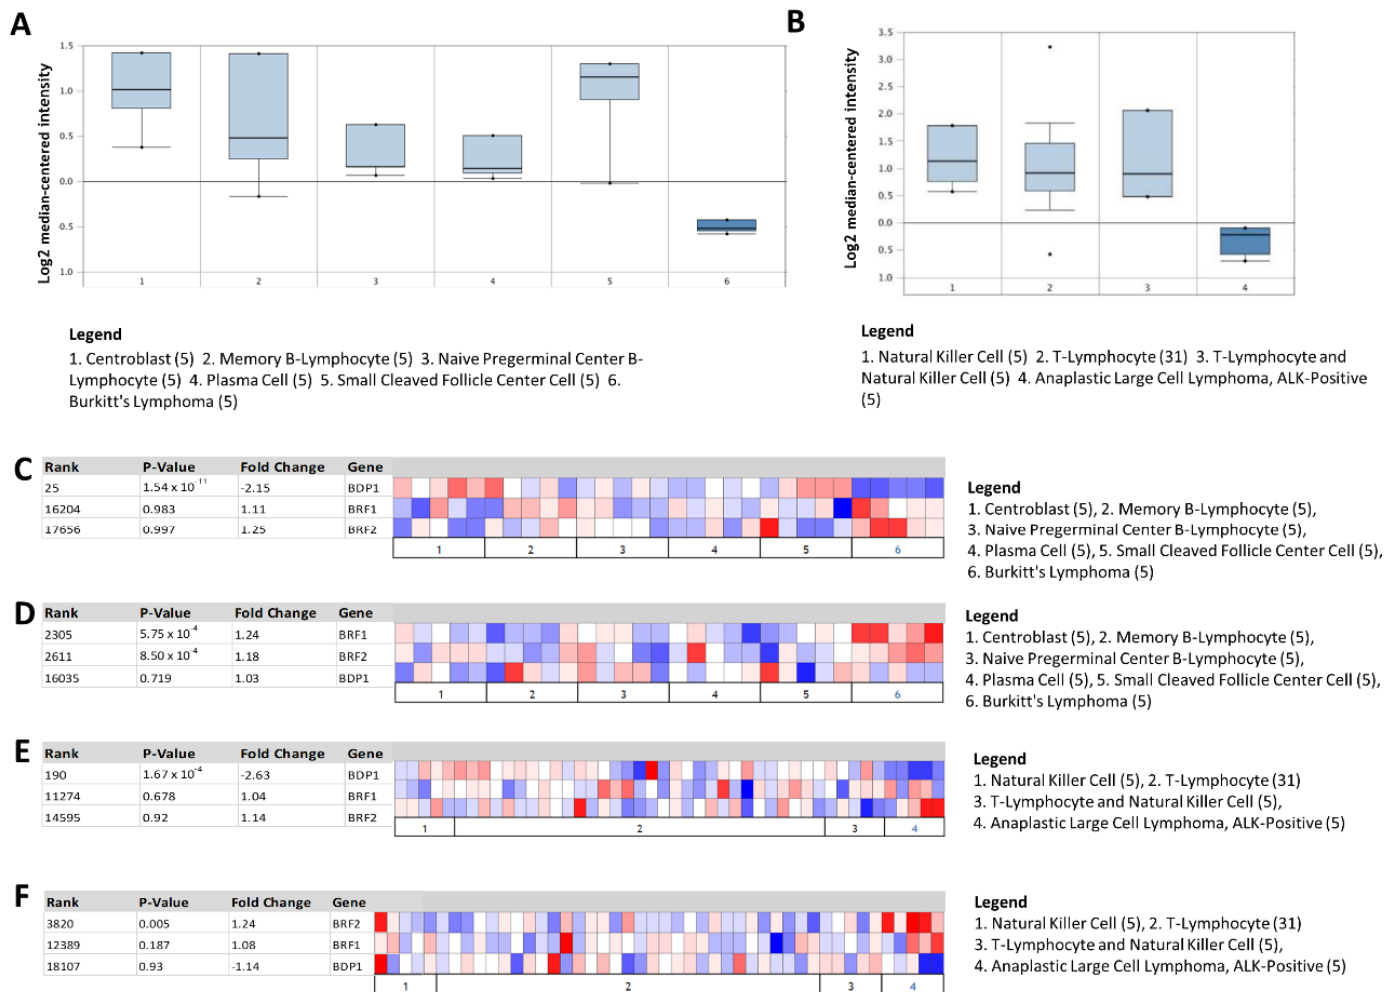 A
Log2 median-centered intensity
1.5
1.0
0.5
0.0
0.5
1.0
1 2 3 4 5 6
Legend
1. Centroblast (5) 2. Memory B-Lymphocyte (5) 3. Naive Pregerminal Center B-
Lymphocyte (5) 4. Plasma Cell (5) 5. Small Cleaved Follicle Center Cell (5) 6.
Burkitt's Lymphoma (5)
B
Log2 median-centered intensity
3.5
3.0
2.5
2.0
1.5
1.0
0.5
0.0
0.5
1.0
1 2 3 4
Legend
1. Natural Killer Cell (5) 2. T-Lymphocyte (31) 3. T-Lymphocyte and
Natural Killer Cell (5) 4. Anaplastic Large Cell Lymphoma, ALK-Positive
(5)
C
Rank P-Value Fold Change Gene
25 1.54 x 10⁻¹¹ -2.15 BDP1
16204 0.983 1.11 BRF1
17656 0.997 1.25 BRF2
1 2 3 4 5 6
Legend
1. Centroblast (5), 2. Memory B-Lymphocyte (5),
3. Naive Pregerminal Center B-Lymphocyte (5),
4. Plasma Cell (5), 5. Small Cleaved Follicle Center Cell (5),
6. Burkitt's Lymphoma (5)
D
Rank P-Value Fold Change Gene
2305 5.75 x 10⁻⁴ 1.24 BRF1
2611 8.50 x 10⁻⁴ 1.18 BRF2
16035 0.719 1.03 BDP1
1 2 3 4 5 6
Legend
1. Centroblast (5), 2. Memory B-Lymphocyte (5),
3. Naive Pregerminal Center B-Lymphocyte (5),
4. Plasma Cell (5), 5. Small Cleaved Follicle Center Cell (5),
6. Burkitt's Lymphoma (5)
E
Rank P-Value Fold Change Gene
190 1.67 x 10⁻⁴ -2.63 BDP1
11274 0.678 1.04 BRF1
14595 0.92 1.14 BRF2
1 2 3 4
Legend
1. Natural Killer Cell (5), 2. T-Lymphocyte (31)
3. T-Lymphocyte and Natural Killer Cell (5),
4. Anaplastic Large Cell Lymphoma, ALK-Positive (5)
F
Rank P-Value Fold Change Gene
3820 0.005 1.24 BRF2
12389 0.187 1.08 BRF1
18107 0.93 -1.14 BDP1
1 2 3 4
Legend
1. Natural Killer Cell (5), 2. T-Lymphocyte (31)
3. T-Lymphocyte and Natural Killer Cell (5),
4. Anaplastic Large Cell Lymphoma, ALK-Positive (5)